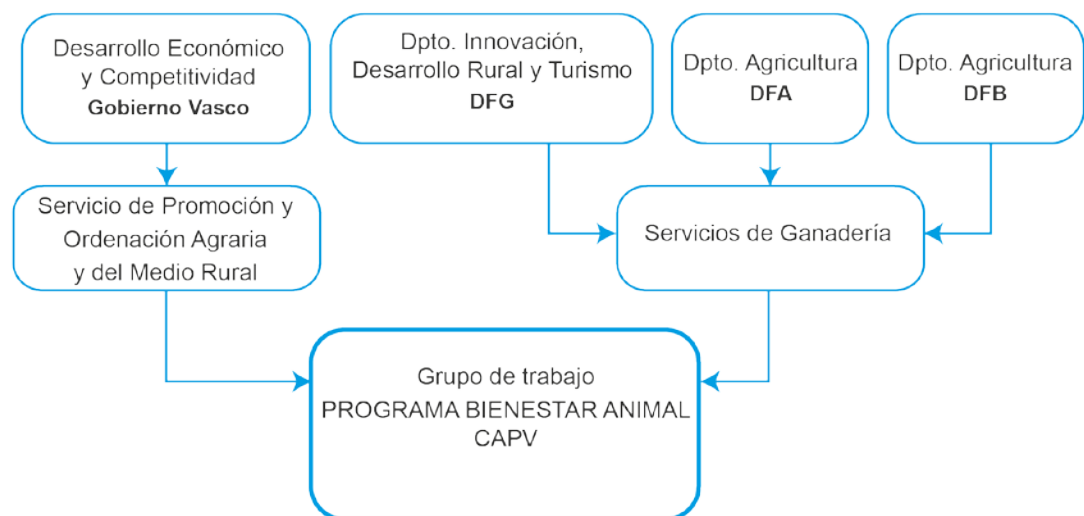 Desarrollo Económico
y Competitividad
Gobierno Vasco
Dpto. Innovación,
Desarrollo Rural y Turismo
DFG
Dpto. Agricultura
DFA
Dpto. Agricultura
DFB
Servicio de Promoción y
Ordenación Agraria
y del Medio Rural
Servicios de Ganadería
Grupo de trabajo
PROGRAMA BIENESTAR ANIMAL
CAPV